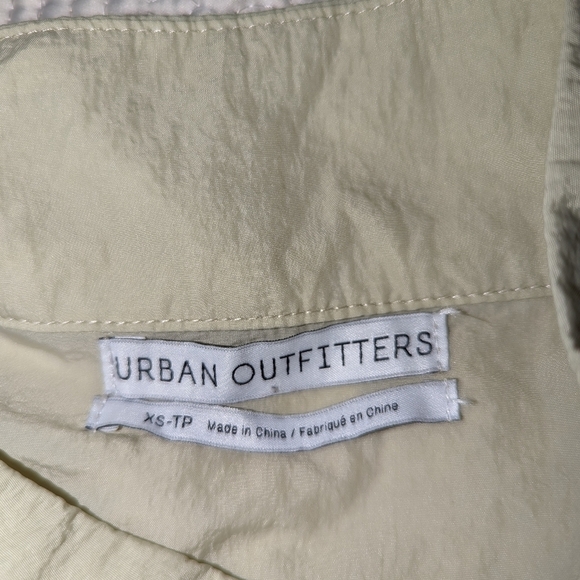 URBAN OUTFITTERS
XS-TP Made in China / Fabriqué en Chine